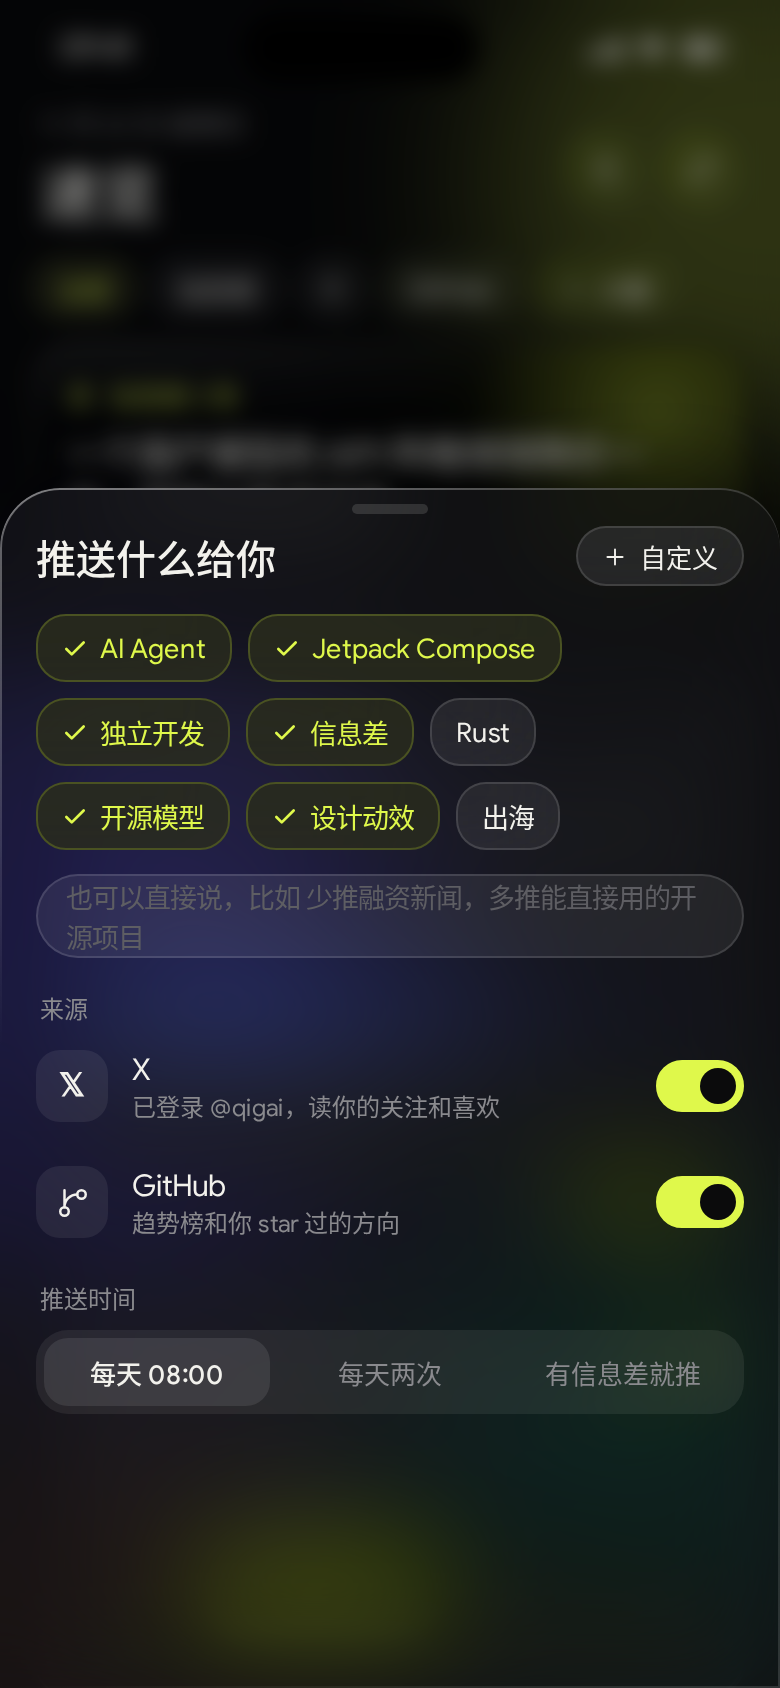 推送什么给你
+ 自定义
AI Agent
Jetpack Compose
独立开发
信息差
Rust
开源模型
设计动效
出海
也可以直接说，比如 少推融资新闻，多推能直接用的开
源项目
来源
X
已登录 @qigai，读你的关注和喜欢
GitHub
趋势榜和你 star 过的方向
推送时间
每天 08:00
每天两次
有信息差就推